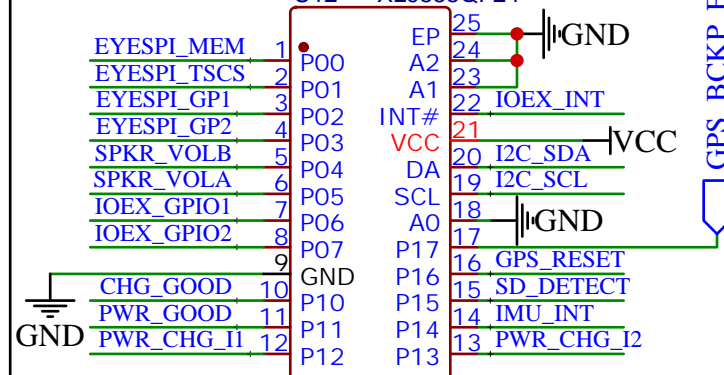 EYESPI_MEM 1 P00
EYESPI_TSCS 2 P01
EYESPI_GP1 3 P02
EYESPI_GP2 4 P03
SPKR_VOLB 5 P04
SPKR_VOLA 6 P05
IOEX_GPIO1 7 P06
IOEX_GPIO2 8 P07
GND 9 GND
CHG_GOOD 10 P10
PWR_GOOD 11 P11
PWR_CHG_I1 12 P12
EP 25 GND
A2 24
A1 23
INT# 22 IOEX_INT
VCC 21 VCC
DA 20 I2C_SDA
SCL 19 I2C_SCL
A0 18 GND
P17 17
P16 16 GPS_RESET
P15 15 SD_DETECT
P14 14 IMU_INT
P13 13 PWR_CHG_I2
GPS_BCKP